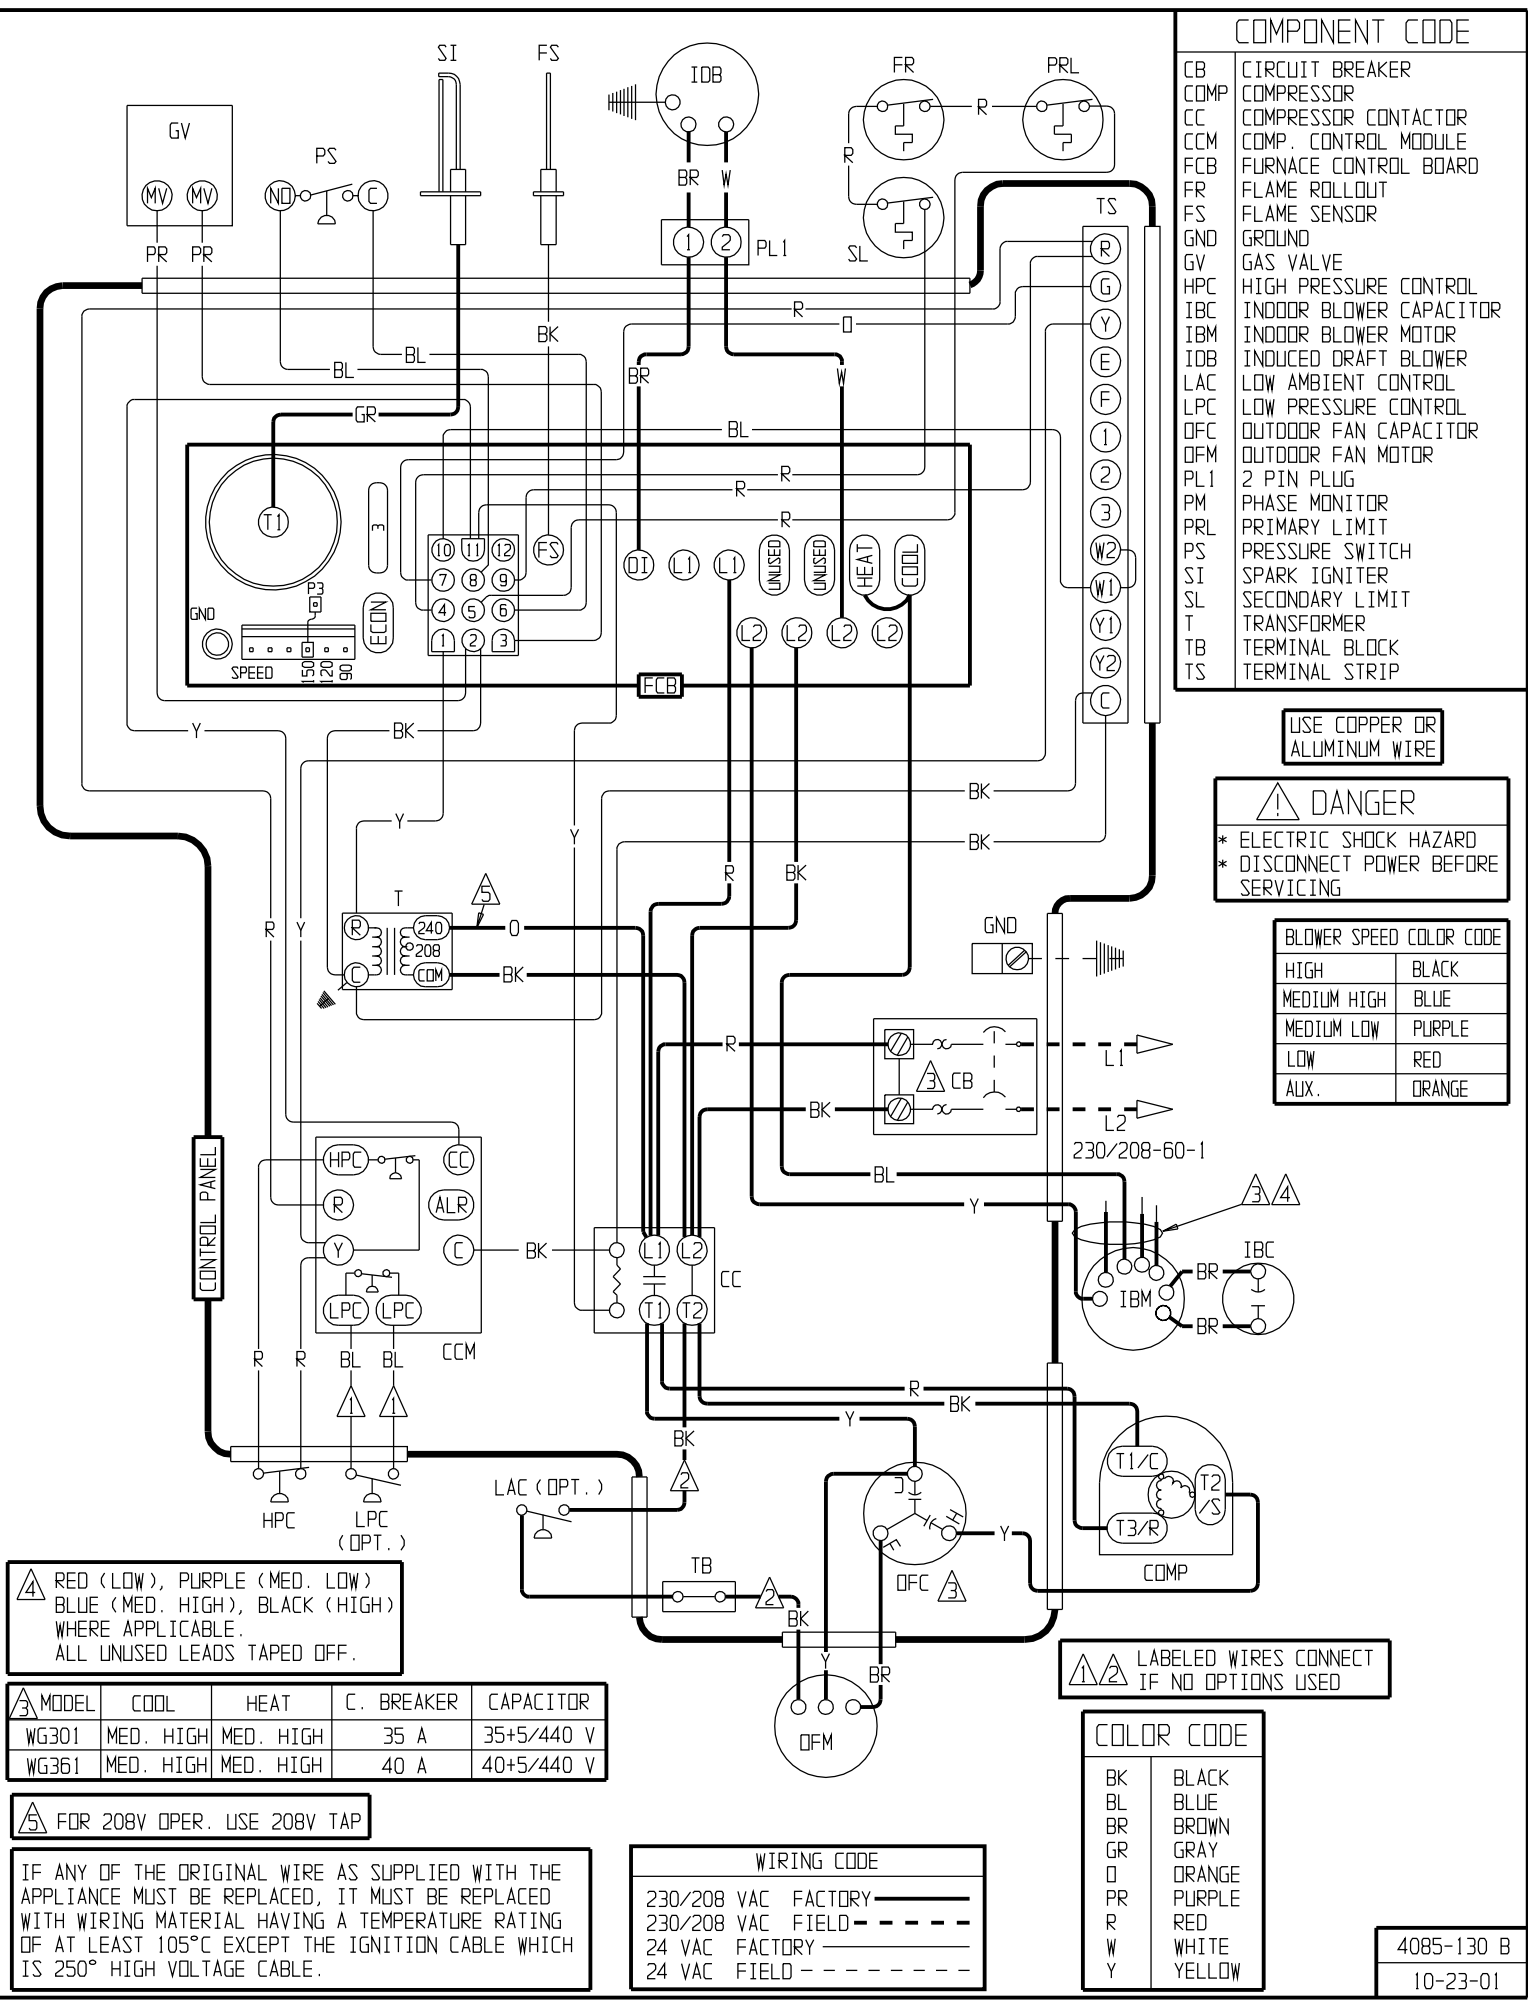 COMPONENT CODE
CB CIRCUIT BREAKER
COMP COMPRESSOR
CC COMPRESSOR CONTACTOR
CCM COMP. CONTROL MODULE
FCB FURNACE CONTROL BOARD
FR FLAME ROLLOUT
FS FLAME SENSOR
GND GROUND
GV GAS VALVE
HPC HIGH PRESSURE CONTROL
IBC INDOOR BLOWER CAPACITOR
IBM INDOOR BLOWER MOTOR
IDB INDUCED DRAFT BLOWER
LAC LOW AMBIENT CONTROL
LPC LOW PRESSURE CONTROL
OFC OUTDOOR FAN CAPACITOR
OFM OUTDOOR FAN MOTOR
PL1 2 PIN PLUG
PM PHASE MONITOR
PRL PRIMARY LIMIT
PS PRESSURE SWITCH
SI SPARK IGNITER
SL SECONDARY LIMIT
T TRANSFORMER
TB TERMINAL BLOCK
TS TERMINAL STRIP
USE COPPER OR
ALUMINUM WIRE
! DANGER
* ELECTRIC SHOCK HAZARD
* DISCONNECT POWER BEFORE
SERVICING
BLOWER SPEED COLOR CODE
HIGH BLACK
MEDIUM HIGH BLUE
MEDIUM LOW PURPLE
LOW RED
AUX. ORANGE
SI FS IDB FR PRL
GV PS
R
R
MV MV NO C
BR W
TS
PR PR
1 2 PL1 SL
R
G
Y
E
F
1
2
3
W2
W1
Y1
Y2
C
R
O
BK
BL
BL
BR W
GR
BL
R
R
R
T1 3
10 11 12 FS
7 8 9
4 5 6
1 2 3
P3
GND
ECON
SPEED 150 120 90
DI L1 L1 UNUSED UNUSED HEAT COOL
L2 L2 L2 L2
FCB
Y BK
BK
Y Y
BK
R BK
T 5
R 240 O
208
C COM BK
R Y
GND
R
L1
3 CB
BK
L2
230/208-60-1
CONTROL PANEL
HPC CC
R ALR
Y C BK
LPC LPC
CCM
L1 L2
T1 T2
CC
BL
Y
3 4
IBM IBC
BR
BR
R R BL BL
1 1
R
BK
Y
BK
2
HPC LPC
(OPT.)
LAC (OPT.)
TB
2
BK
C
H
F
Y
OFC 3
T1/C
T2
/S
T3/R
COMP
Y BR
OFM
4 RED (LOW), PURPLE (MED. LOW)
BLUE (MED. HIGH), BLACK (HIGH)
WHERE APPLICABLE.
ALL UNUSED LEADS TAPED OFF.
1 2 LABELED WIRES CONNECT
IF NO OPTIONS USED
3 MODEL COOL HEAT C. BREAKER CAPACITOR
WG301 MED. HIGH MED. HIGH 35 A 35+5/440 V
WG361 MED. HIGH MED. HIGH 40 A 40+5/440 V
5 FOR 208V OPER. USE 208V TAP
IF ANY OF THE ORIGINAL WIRE AS SUPPLIED WITH THE
APPLIANCE MUST BE REPLACED, IT MUST BE REPLACED
WITH WIRING MATERIAL HAVING A TEMPERATURE RATING
OF AT LEAST 105°C EXCEPT THE IGNITION CABLE WHICH
IS 250° HIGH VOLTAGE CABLE.
WIRING CODE
230/208 VAC FACTORY
230/208 VAC FIELD
24 VAC FACTORY
24 VAC FIELD
COLOR CODE
BK BLACK
BL BLUE
BR BROWN
GR GRAY
O ORANGE
PR PURPLE
R RED
W WHITE
Y YELLOW
4085-130 B
10-23-01